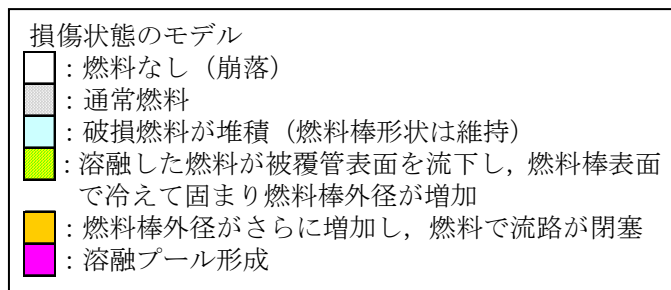 損傷状態のモデル
：燃料なし（崩落）
：通常燃料
：破損燃料が堆積（燃料棒形状は維持）
：溶融した燃料が被覆管表面を流下し，燃料棒表面
で冷えて固まり燃料棒外径が増加
：燃料棒外径がさらに増加し，燃料で流路が閉塞
：溶融プール形成